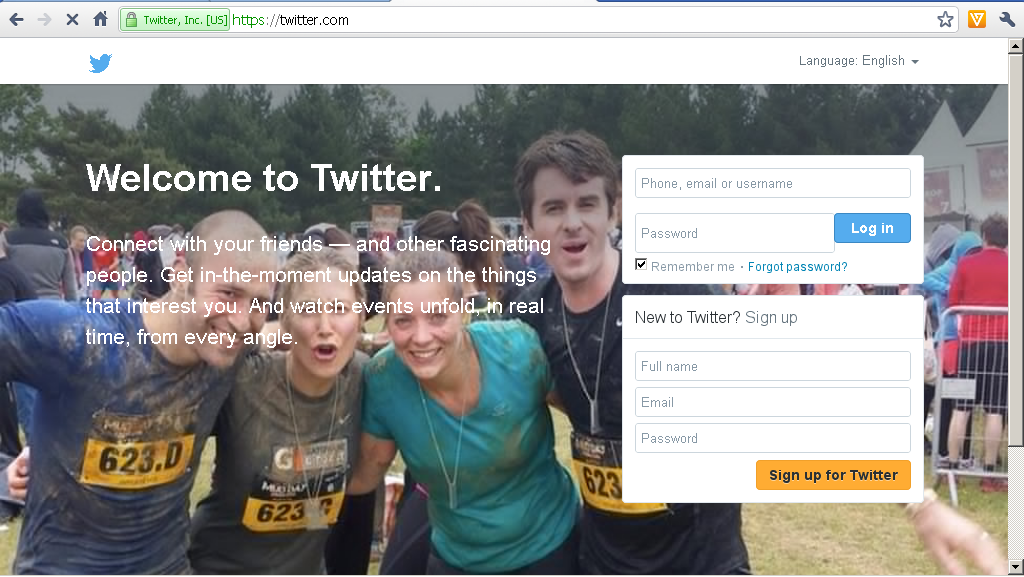 Twitter, Inc. [US] https://twitter.com
Language: English
Welcome to Twitter.
Connect with your friends — and other fascinating
people. Get in-the-moment updates on the things
that interest you. And watch events unfold, in real
time, from every angle.
Phone, email or username
Password
Log in
Remember me · Forgot password?
New to Twitter? Sign up
Full name
Email
Password
Sign up for Twitter
623.D
623
623